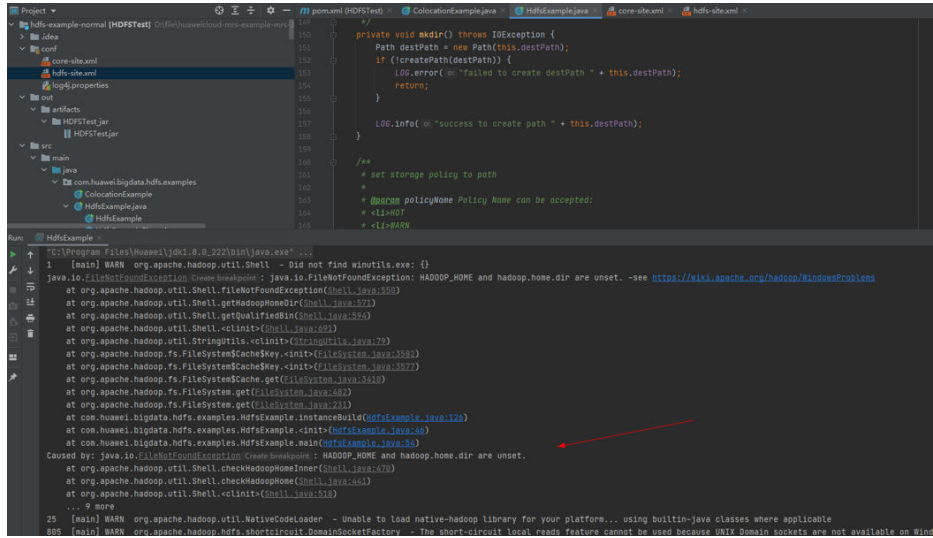 Project
pom.xml (HDFSTest)
ColocationExample.java
HdfsExample.java
core-site.xml
hdfs-site.xml
hdfs-example-normal [HDFSTest]
.idea
conf
core-site.xml
hdfs-site.xml
log4j.properties
out
artifacts
HDFSTest_jar
HDFSTest.jar
src
main
java
com.huawei.bigdata.hdfs.examples
ColocationExample
HdfsExample.java
HdfsExample
149 */
150 private void mkdir() throws IOException {
151 Path destPath = new Path(this.destPath);
152 if (!createPath(destPath)) {
153 LOG.error("failed to create destPath " + this.destPath);
154 return;
155 }
156
157 LOG.info("success to create path " + this.destPath);
158 }
159
160 /**
161 * set storage policy to path
162 *
163 * @param policyName Policy Name can be accepted:
164 * <li>HOT
165 * <li>WARN
Run: HdfsExample
"C:\Program Files\Huawei\jdk1.8.0_222\bin\java.exe" ...
1 [main] WARN org.apache.hadoop.util.Shell - Did not find winutils.exe: {}
java.io.FileNotFoundException Create breakpoint : java.io.FileNotFoundException: HADOOP_HOME and hadoop.home.dir are unset. -see https://wiki.apache.org/hadoop/WindowsProblems
at org.apache.hadoop.util.Shell.fileNotFoundException(Shell.java:550)
at org.apache.hadoop.util.Shell.getHadoopHomeDir(Shell.java:571)
at org.apache.hadoop.util.Shell.getQualifiedBin(Shell.java:594)
at org.apache.hadoop.util.Shell.<clinit>(Shell.java:691)
at org.apache.hadoop.util.StringUtils.<clinit>(StringUtils.java:79)
at org.apache.hadoop.fs.FileSystem$Cache$Key.<init>(FileSystem.java:3582)
at org.apache.hadoop.fs.FileSystem$Cache$Key.<init>(FileSystem.java:3577)
at org.apache.hadoop.fs.FileSystem$Cache.get(FileSystem.java:3410)
at org.apache.hadoop.fs.FileSystem.get(FileSystem.java:482)
at org.apache.hadoop.fs.FileSystem.get(FileSystem.java:231)
at com.huawei.bigdata.hdfs.examples.HdfsExample.instanceBuild(HdfsExample.java:126)
at com.huawei.bigdata.hdfs.examples.HdfsExample.<init>(HdfsExample.java:46)
at com.huawei.bigdata.hdfs.examples.HdfsExample.main(HdfsExample.java:54)
Caused by: java.io.FileNotFoundException Create breakpoint : HADOOP_HOME and hadoop.home.dir are unset.
at org.apache.hadoop.util.Shell.checkHadoopHomeInner(Shell.java:470)
at org.apache.hadoop.util.Shell.checkHadoopHome(Shell.java:441)
at org.apache.hadoop.util.Shell.<clinit>(Shell.java:518)
... 9 more
25 [main] WARN org.apache.hadoop.util.NativeCodeLoader - Unable to load native-hadoop library for your platform... using builtin-java classes where applicable
805 [main] WARN org.apache.hadoop.hdfs.shortcircuit.DomainSocketFactory - The short-circuit local reads feature cannot be used because UNIX Domain sockets are not available on Wind